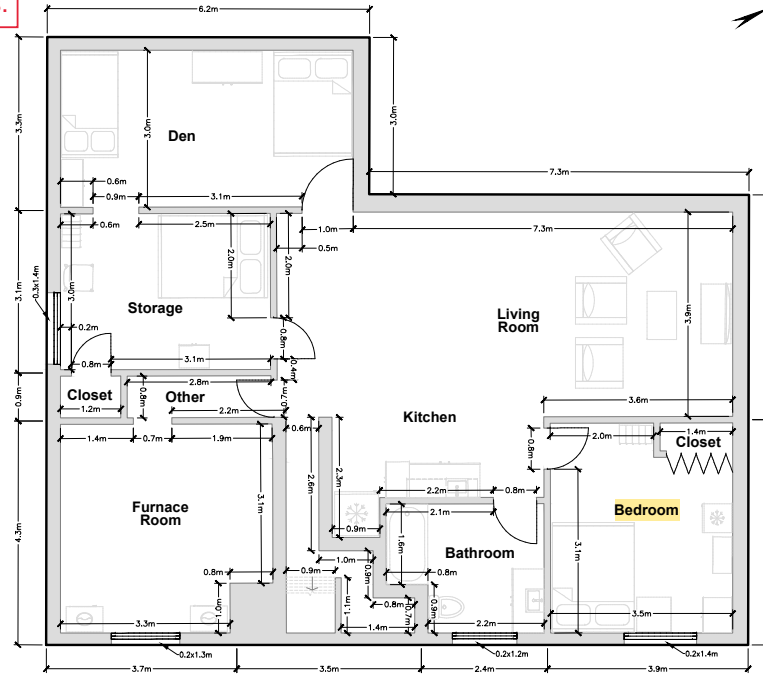 6.2m
3.3m
3.0m
3.0m
Den
7.3m
0.6m
0.9m
3.1m
0.6m
2.5m
1.0m
7.3m
0.5m
2.0m
2.0m
3.1m
0.3x1.4m
3.0m
Storage
0.2m
Living
Room
3.9m
0.8m
0.8m
3.1m
0.4m
0.9m
Closet
0.8m
2.8m
Other
1.2m
2.2m
0.7m
3.6m
Kitchen
1.4m
0.7m
1.9m
0.6m
0.8m
2.0m
1.4m
Closet
4.3m
Furnace
Room
3.1m
2.6m
2.3m
2.2m
0.8m
2.1m
0.9m
Bedroom
3.1m
1.6m
Bathroom
1.0m
0.8m
0.9m
0.9m
0.8m
1.0m
1.1m
0.8m
0.7m
0.9m
3.3m
1.4m
2.2m
3.5m
0.2x1.3m
0.2x1.2m
0.2x1.4m
3.7m
3.5m
2.4m
3.9m